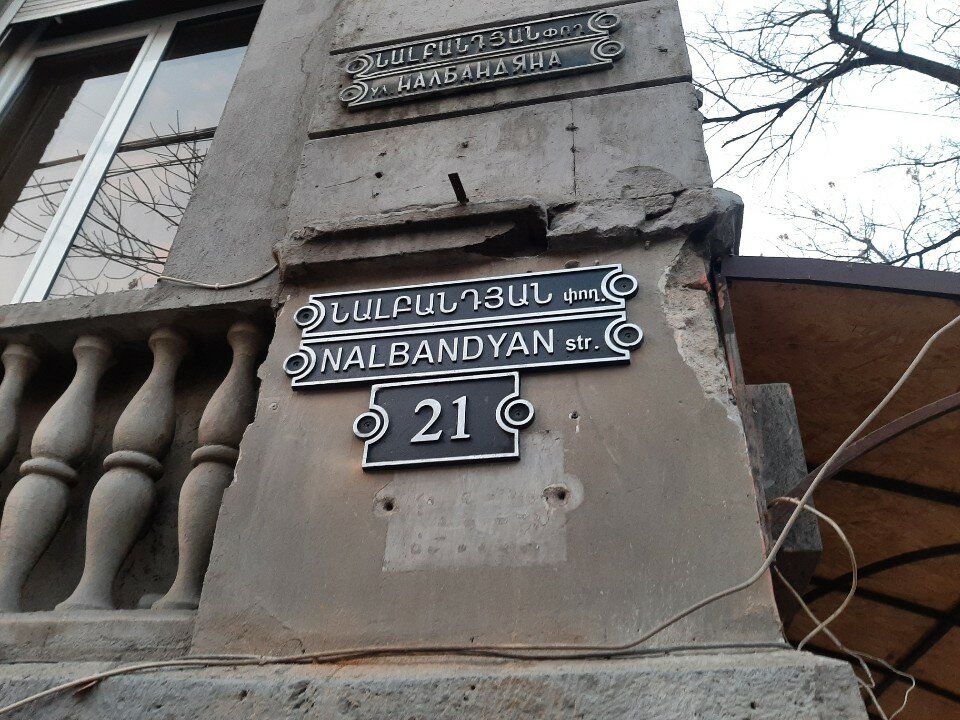 ՆԱԼԲԱՆԴՅԱՆ ՓՈՂ.
УЛ. НАЛБАНДЯНА
ՆԱԼԲԱՆԴՅԱՆ փող.
NALBANDYAN str.
21